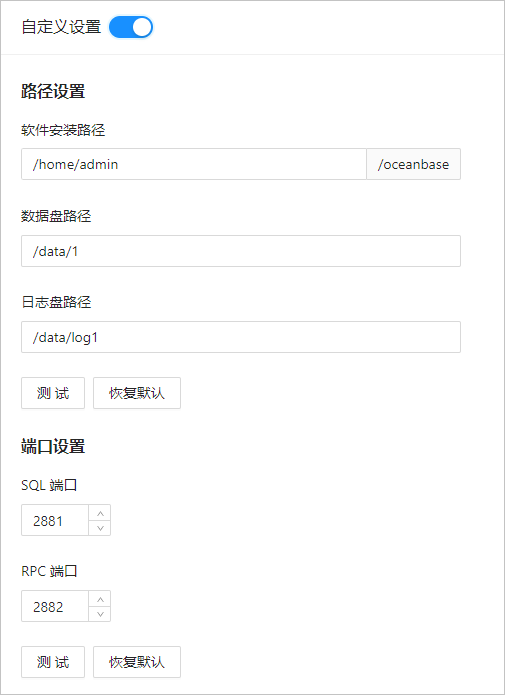 自定义设置
路径设置
软件安装路径
/home/admin /oceanbase
数据盘路径
/data/1
日志盘路径
/data/log1
测 试 恢复默认
端口设置
SQL 端口
2881
RPC 端口
2882
测 试 恢复默认